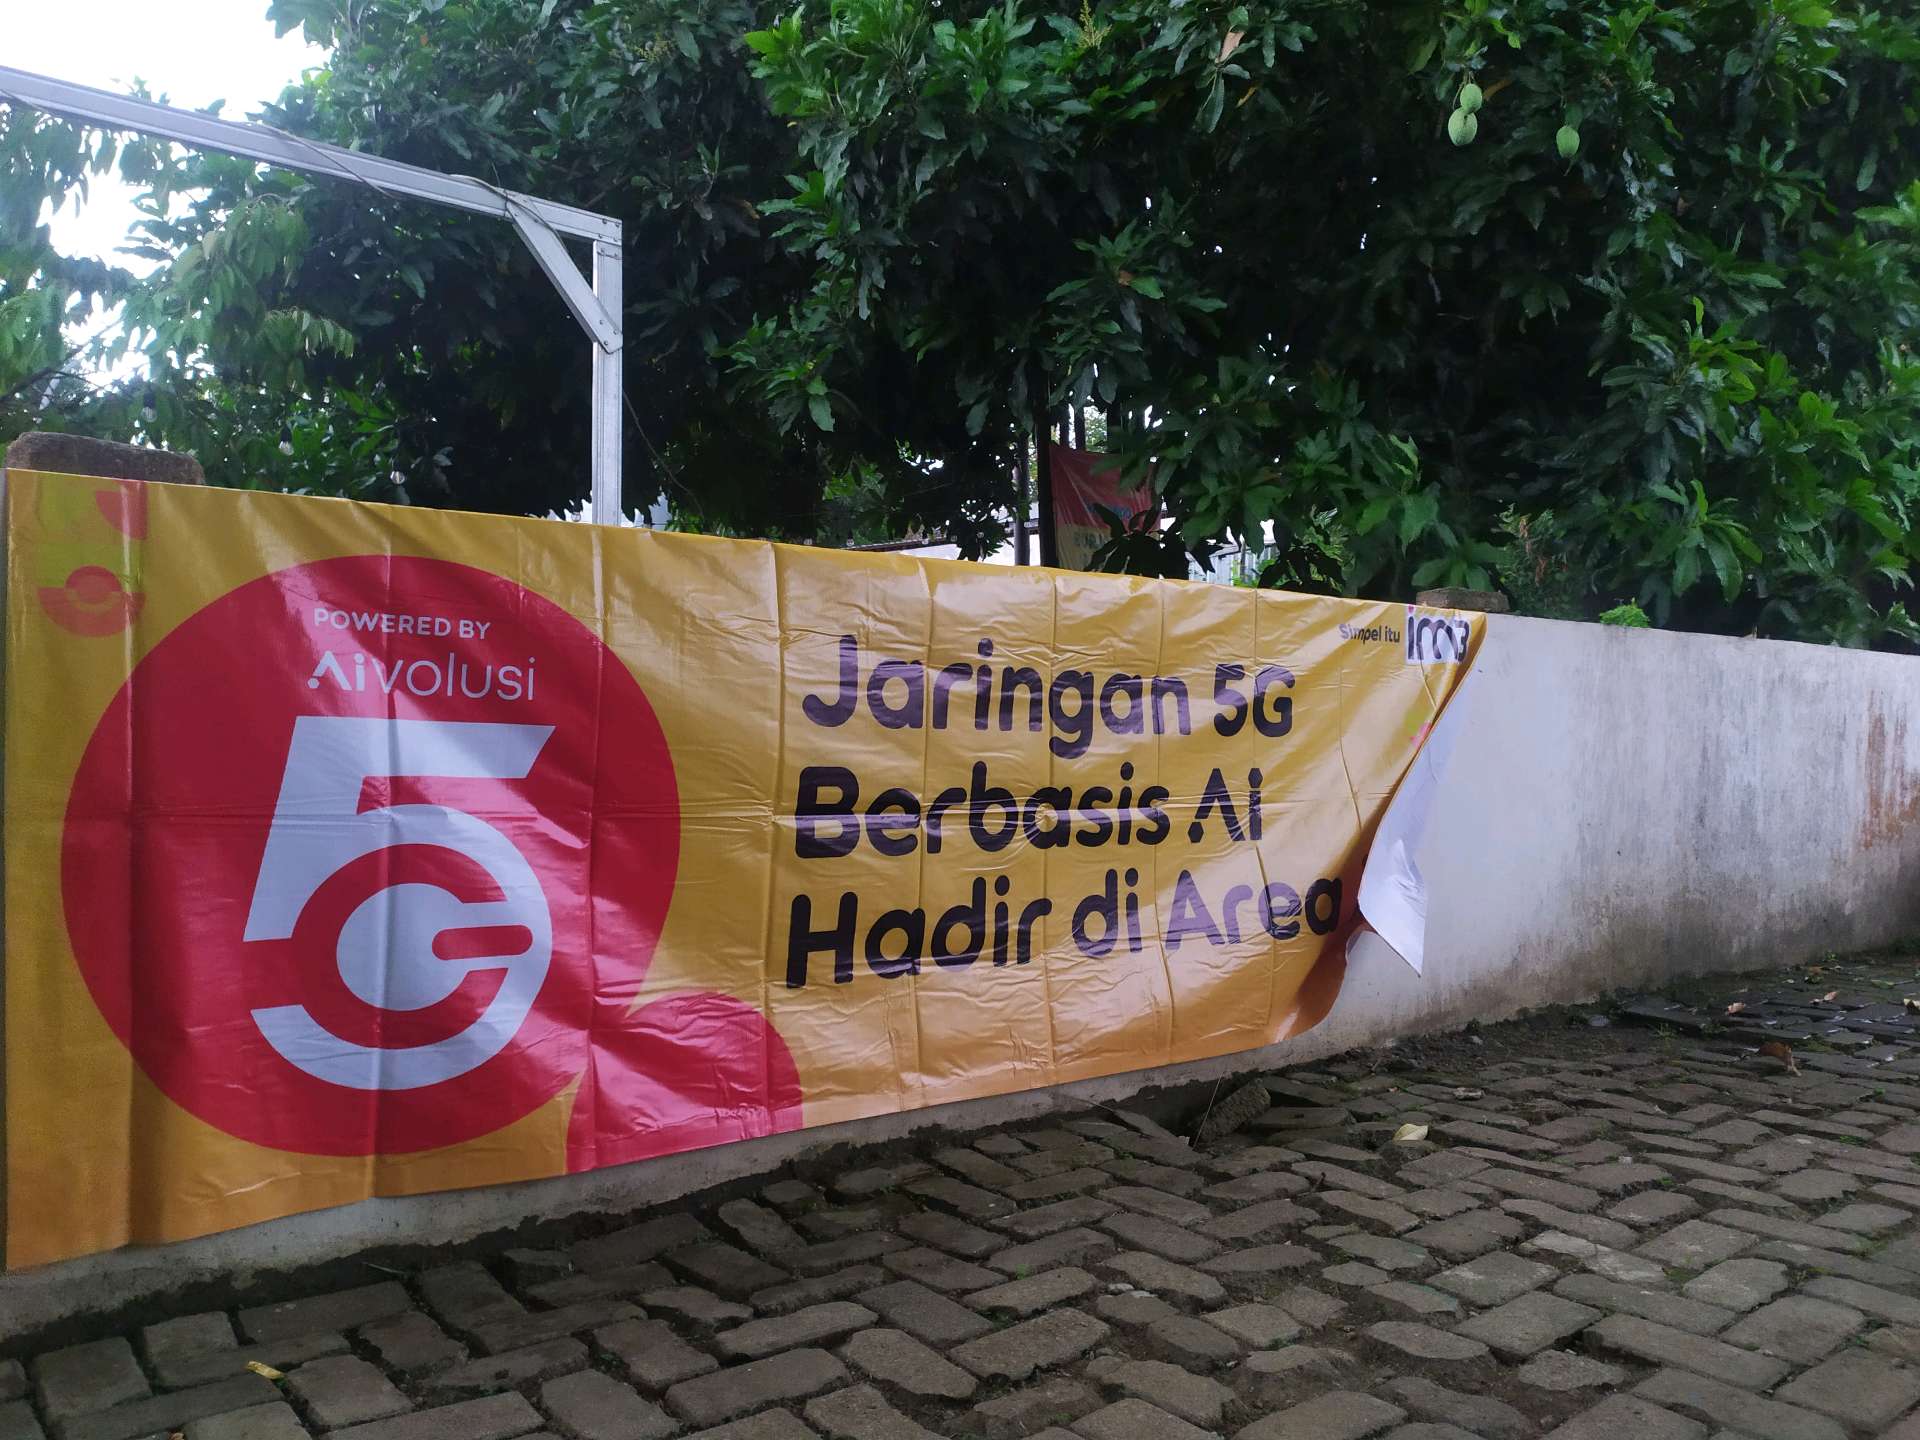 POWERED BY
Aivolusi
5G
Jaringan 5G
Berbasis AI
Hadir di Area
Simpel itu im3